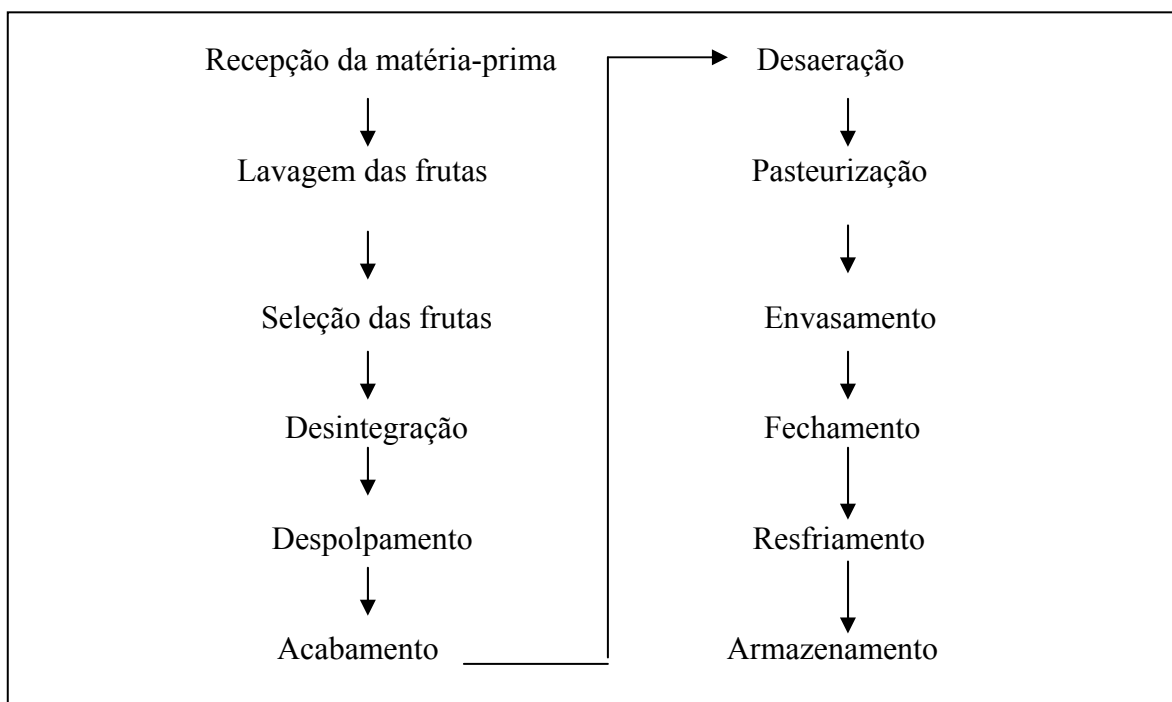 Recepção da matéria-prima
Lavagem das frutas
Seleção das frutas
Desintegração
Despolpamento
Acabamento
Desaeração
Pasteurização
Envasamento
Fechamento
Resfriamento
Armazenamento